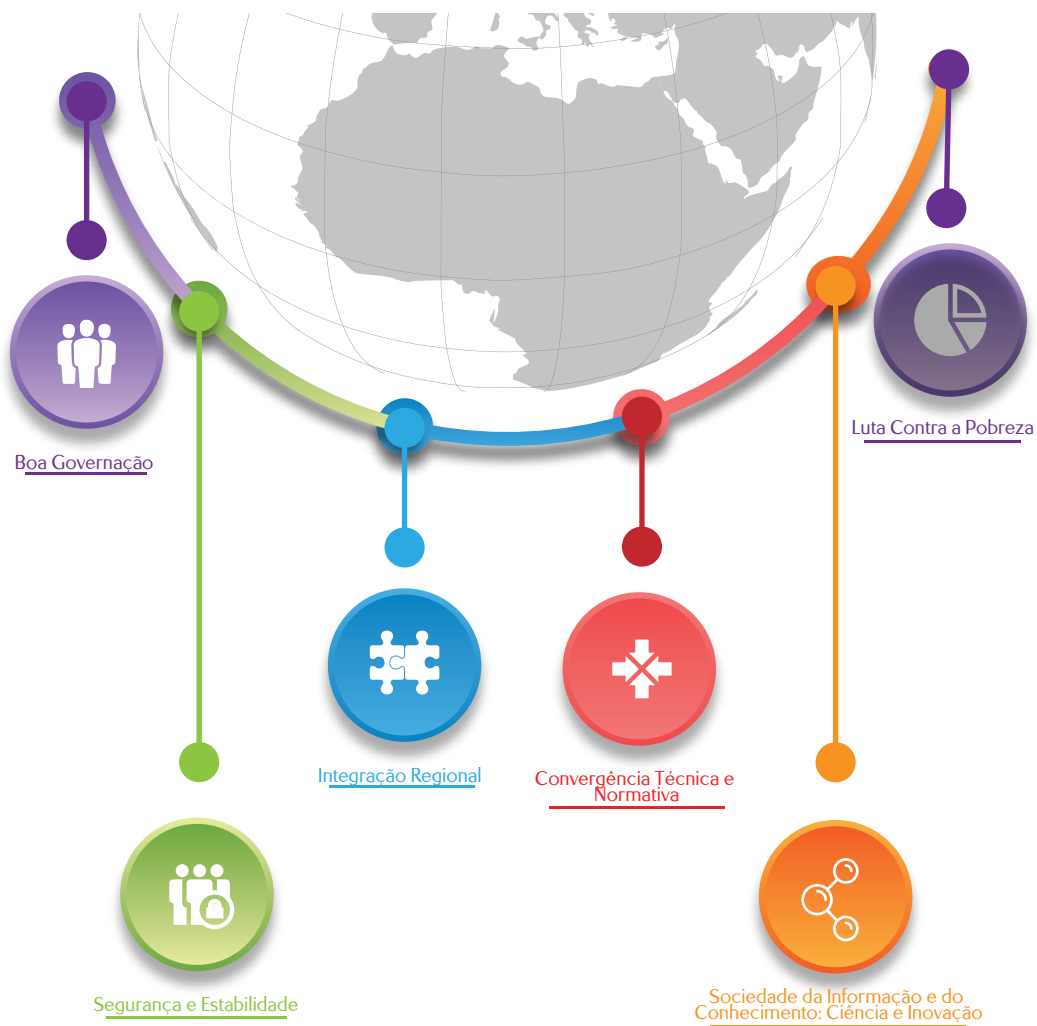 Luta Contra a Pobreza
Boa Governação
Integração Regional
Convergência Técnica e
Normativa
Segurança e Estabilidade
Sociedade da Informação e do
Conhecimento: Ciência e Inovação